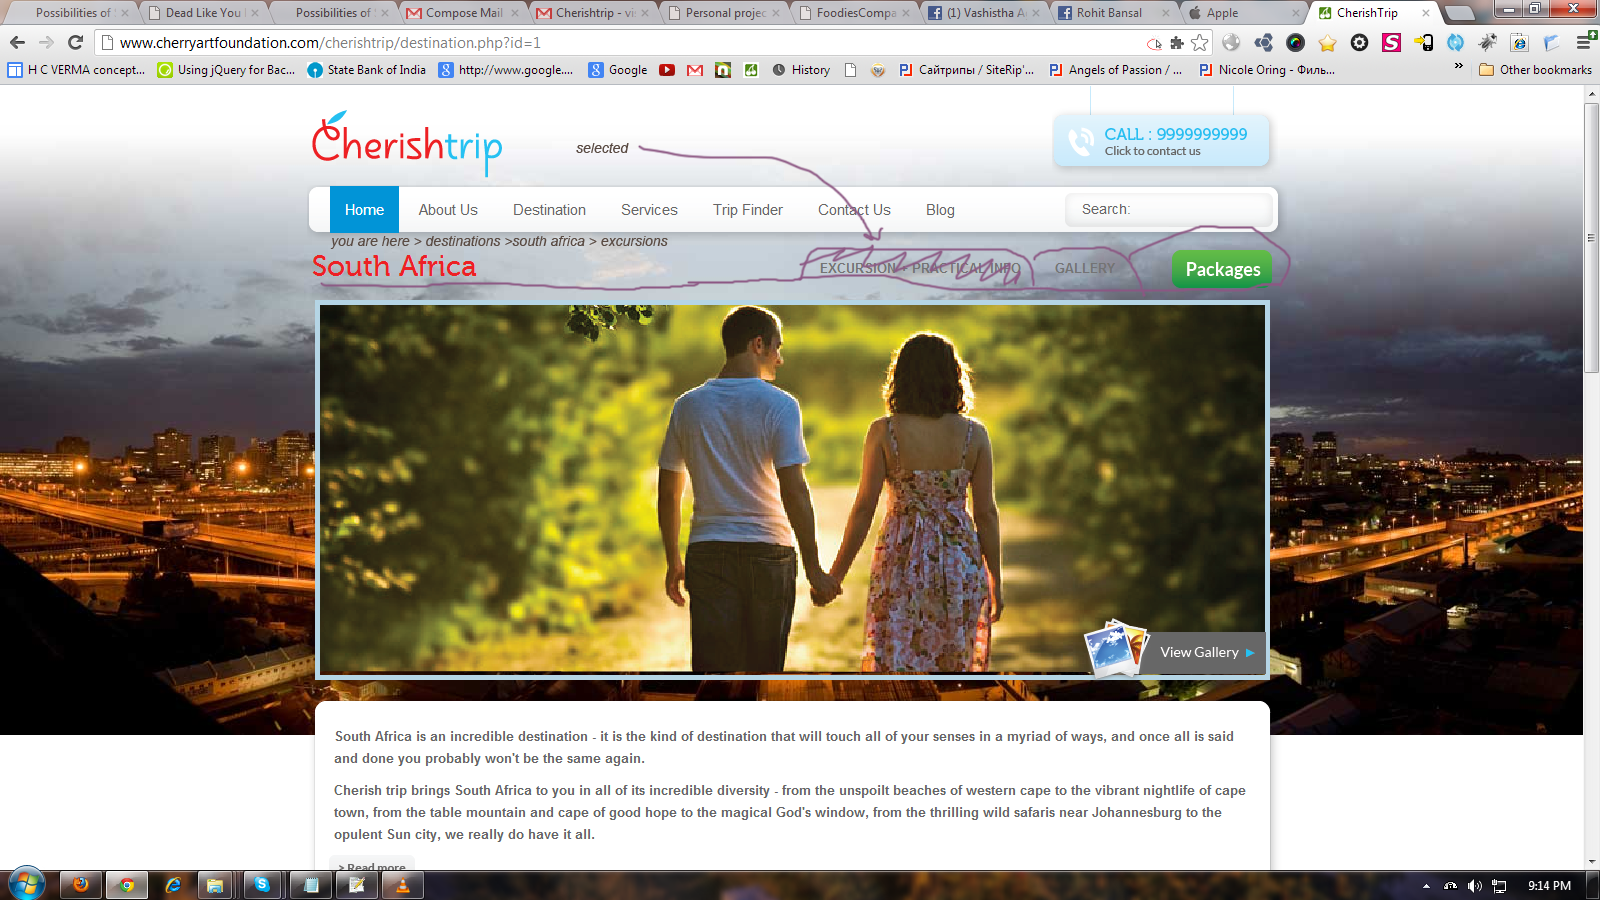 Possibilities of
Dead Like You
Possibilities of
Compose Mail
Cherishtrip - vi
Personal projec
FoodiesCompa
(1) Vashistha A
Rohit Bansal
Apple
CherishTrip
www.cherryartfoundation.com/cherishtrip/destination.php?id=1
H C VERMA concept...
Using jQuery for Bac...
State Bank of India
http://www.google....
Google
History
Сайтрипы / SiteRip'...
Angels of Passion / ...
Nicole Oring - Филь...
»
Other bookmarks
Cherishtrip
selected
CALL : 9999999999
Click to contact us
Home
About Us
Destination
Services
Trip Finder
Contact Us
Blog
Search:
you are here > destinations >south africa > excursions
South Africa
EXCURSION + PRACTICAL INFO
GALLERY
Packages
View Gallery
South Africa is an incredible destination - it is the kind of destination that will touch all of your senses in a myriad of ways, and once all is said
and done you probably won't be the same again.
Cherish trip brings South Africa to you in all of its incredible diversity - from the unspoilt beaches of western cape to the vibrant nightlife of cape
town, from the table mountain and cape of good hope to the magical God's window, from the thrilling wild safaris near Johannesburg to the
opulent Sun city, we really do have it all.
> Read more
9:14 PM